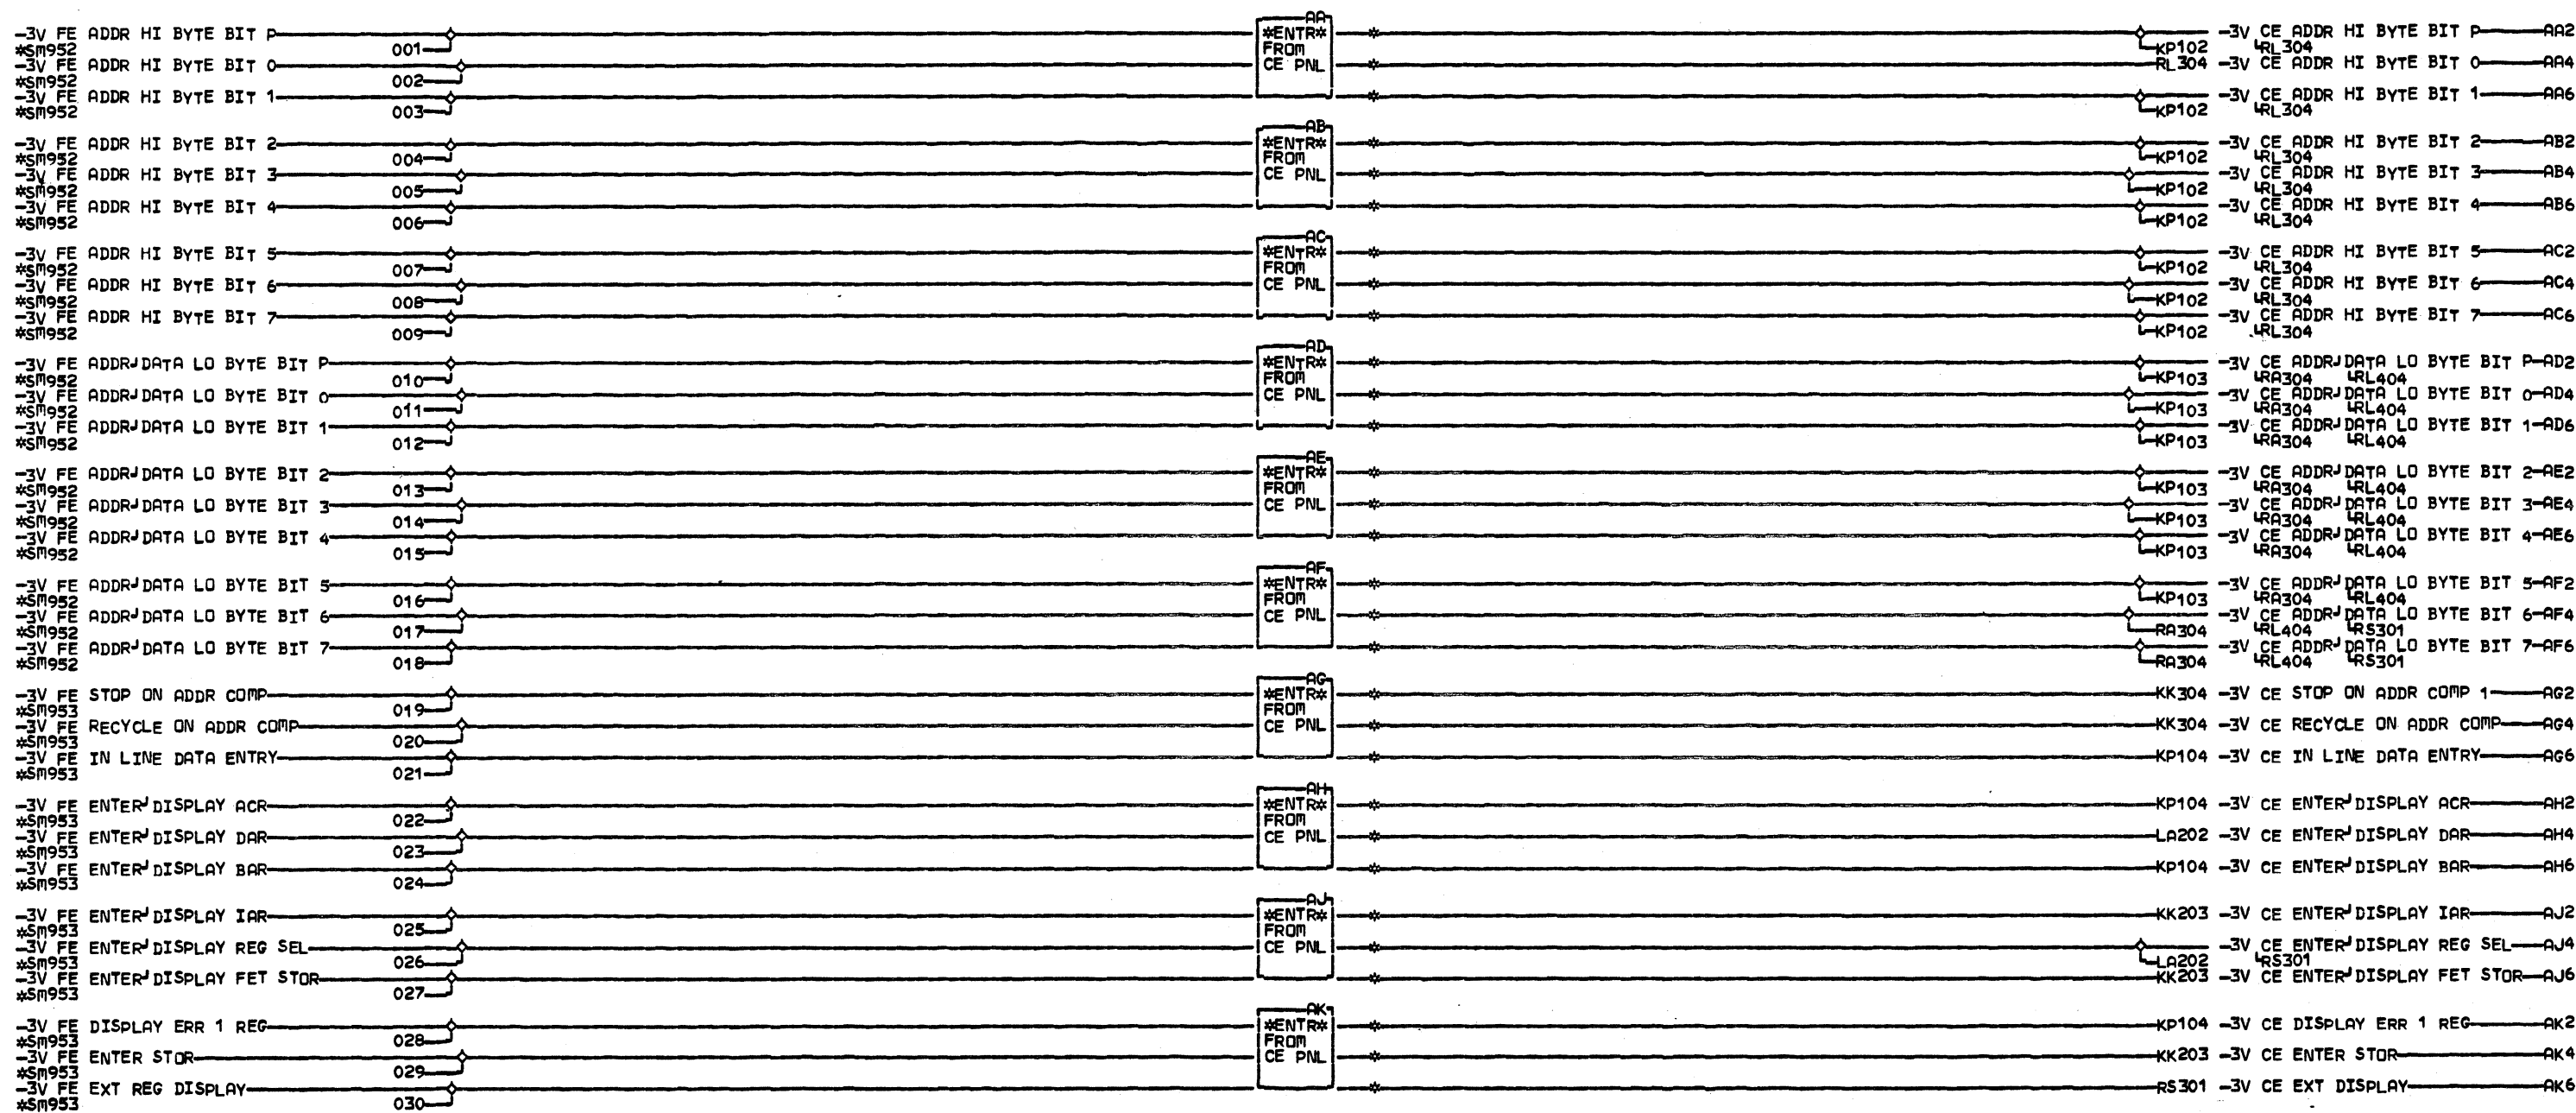 AA
-3V FE ADDR HI BYTE BIT P *ENTR* -3V CE ADDR HI BYTE BIT P AA2
*SM952 001 FROM KP102 RL304
-3V FE ADDR HI BYTE BIT 0 CE PNL RL304 -3V CE ADDR HI BYTE BIT 0 AA4
*SM952 002
-3V FE ADDR HI BYTE BIT 1 -3V CE ADDR HI BYTE BIT 1 AA6
*SM952 003 KP102 RL304
AB
-3V FE ADDR HI BYTE BIT 2 *ENTR* -3V CE ADDR HI BYTE BIT 2 AB2
*SM952 004 FROM KP102 RL304
-3V FE ADDR HI BYTE BIT 3 CE PNL -3V CE ADDR HI BYTE BIT 3 AB4
*SM952 005 KP102 RL304
-3V FE ADDR HI BYTE BIT 4 -3V CE ADDR HI BYTE BIT 4 AB6
*SM952 006 KP102 RL304
AC
-3V FE ADDR HI BYTE BIT 5 *ENTR* -3V CE ADDR HI BYTE BIT 5 AC2
*SM952 007 FROM KP102 RL304
-3V FE ADDR HI BYTE BIT 6 CE PNL -3V CE ADDR HI BYTE BIT 6 AC4
*SM952 008 KP102 RL304
-3V FE ADDR HI BYTE BIT 7 -3V CE ADDR HI BYTE BIT 7 AC6
*SM952 009 KP102 RL304
AD
-3V FE ADDR┘DATA LO BYTE BIT P *ENTR* -3V CE ADDR┘DATA LO BYTE BIT P AD2
*SM952 010 FROM KP103 RA304 RL404
-3V FE ADDR┘DATA LO BYTE BIT 0 CE PNL -3V CE ADDR┘DATA LO BYTE BIT 0 AD4
*SM952 011 KP103 RA304 RL404
-3V FE ADDR┘DATA LO BYTE BIT 1 -3V CE ADDR┘DATA LO BYTE BIT 1 AD6
*SM952 012 KP103 RA304 RL404
AE
-3V FE ADDR┘DATA LO BYTE BIT 2 *ENTR* -3V CE ADDR┘DATA LO BYTE BIT 2 AE2
*SM952 013 FROM KP103 RA304 RL404
-3V FE ADDR┘DATA LO BYTE BIT 3 CE PNL -3V CE ADDR┘DATA LO BYTE BIT 3 AE4
*SM952 014 KP103 RA304 RL404
-3V FE ADDR┘DATA LO BYTE BIT 4 -3V CE ADDR┘DATA LO BYTE BIT 4 AE6
*SM952 015 KP103 RA304 RL404
AF
-3V FE ADDR┘DATA LO BYTE BIT 5 *ENTR* -3V CE ADDR┘DATA LO BYTE BIT 5 AF2
*SM952 016 FROM KP103 RA304 RL404
-3V FE ADDR┘DATA LO BYTE BIT 6 CE PNL -3V CE ADDR┘DATA LO BYTE BIT 6 AF4
*SM952 017 RA304 RL404 RS301
-3V FE ADDR┘DATA LO BYTE BIT 7 -3V CE ADDR┘DATA LO BYTE BIT 7 AF6
*SM952 018 RA304 RL404 RS301
AG
-3V FE STOP ON ADDR COMP *ENTR* KK304 -3V CE STOP ON ADDR COMP 1 AG2
*SM953 019 FROM
-3V FE RECYCLE ON ADDR COMP CE PNL KK304 -3V CE RECYCLE ON ADDR COMP AG4
*SM953 020
-3V FE IN LINE DATA ENTRY KP104 -3V CE IN LINE DATA ENTRY AG6
*SM953 021
AH
-3V FE ENTER┘DISPLAY ACR *ENTR* KP104 -3V CE ENTER┘DISPLAY ACR AH2
*SM953 022 FROM
-3V FE ENTER┘DISPLAY DAR CE PNL LA202 -3V CE ENTER┘DISPLAY DAR AH4
*SM953 023
-3V FE ENTER┘DISPLAY BAR KP104 -3V CE ENTER┘DISPLAY BAR AH6
*SM953 024
AJ
-3V FE ENTER┘DISPLAY IAR *ENTR* KK203 -3V CE ENTER┘DISPLAY IAR AJ2
*SM953 025 FROM
-3V FE ENTER┘DISPLAY REG SEL CE PNL -3V CE ENTER┘DISPLAY REG SEL AJ4
*SM953 026 LA202 RS301
-3V FE ENTER┘DISPLAY FET STOR KK203 -3V CE ENTER┘DISPLAY FET STOR AJ6
*SM953 027
AK
-3V FE DISPLAY ERR 1 REG *ENTR* KP104 -3V CE DISPLAY ERR 1 REG AK2
*SM953 028 FROM
-3V FE ENTER STOR CE PNL KK203 -3V CE ENTER STOR AK4
*SM953 029
-3V FE EXT REG DISPLAY RS301 -3V CE EXT DISPLAY AK6
*SM953 030